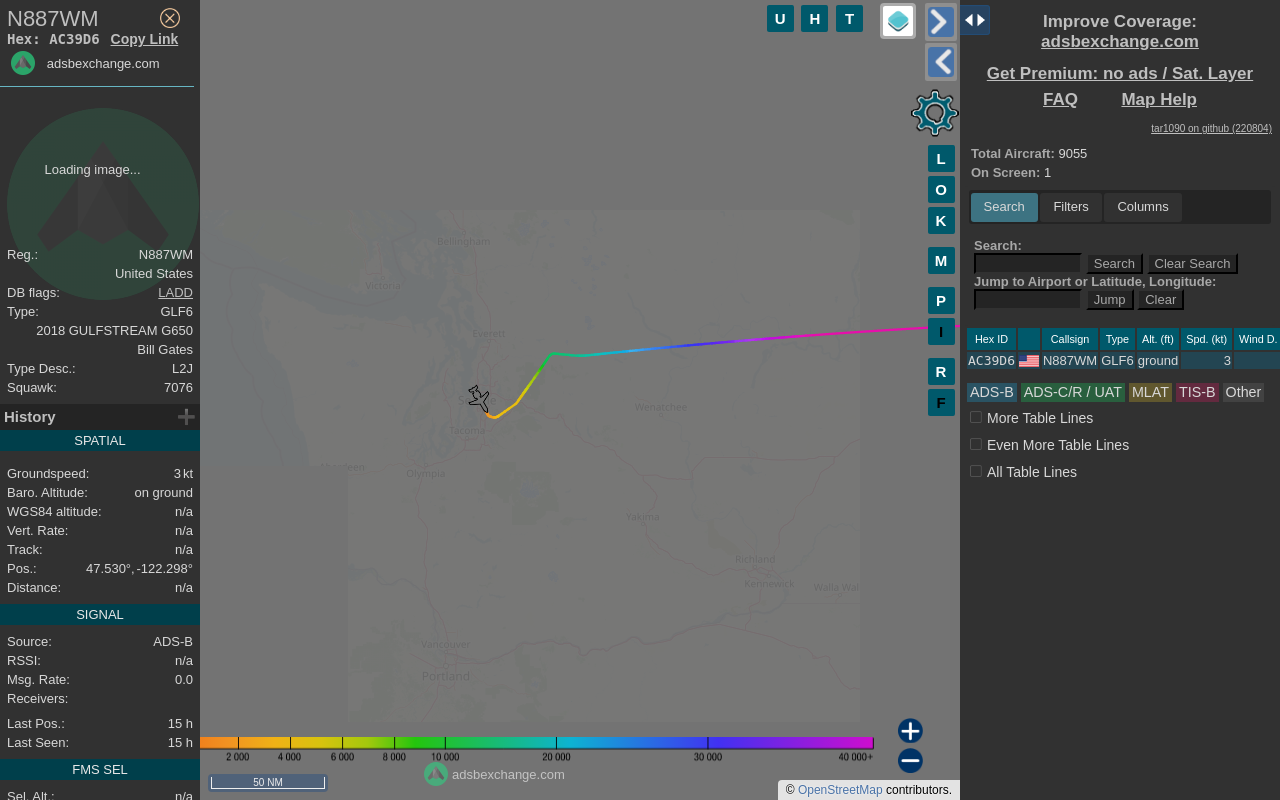 N887WM
Hex: AC39D6 Copy Link
adsbexchange.com
Loading image...
Reg.: N887WM
United States
DB flags: LADD
Type: GLF6
2018 GULFSTREAM G650
Bill Gates
Type Desc.: L2J
Squawk: 7076
History
SPATIAL
Groundspeed: 3 kt
Baro. Altitude: on ground
WGS84 altitude: n/a
Vert. Rate: n/a
Track: n/a
Pos.: 47.530°, -122.298°
Distance: n/a
SIGNAL
Source: ADS-B
RSSI: n/a
Msg. Rate: 0.0
Receivers:
Last Pos.: 15 h
Last Seen: 15 h
FMS SEL
Sel. Alt.: n/a
U H T
L
O
K
M
P
I
R
F
Bellingham
Victoria
Everett
Wenatchee
Tacoma
Olympia
Yakima
Richland
Kennewick
Walla Wal
Vancouver
Portland
2 000 4 000 6 000 8 000 10 000 20 000 30 000 40 000+
adsbexchange.com
50 NM
© OpenStreetMap contributors.
Improve Coverage:
adsbexchange.com
Get Premium: no ads / Sat. Layer
FAQ Map Help
tar1090 on github (220804)
Total Aircraft: 9055
On Screen: 1
Search Filters Columns
Search:
Search Clear Search
Jump to Airport or Latitude, Longitude:
Jump Clear
Hex ID Callsign Type Alt. (ft) Spd. (kt) Wind D.
AC39D6 N887WM GLF6 ground 3
ADS-B ADS-C/R / UAT MLAT TIS-B Other
More Table Lines
Even More Table Lines
All Table Lines